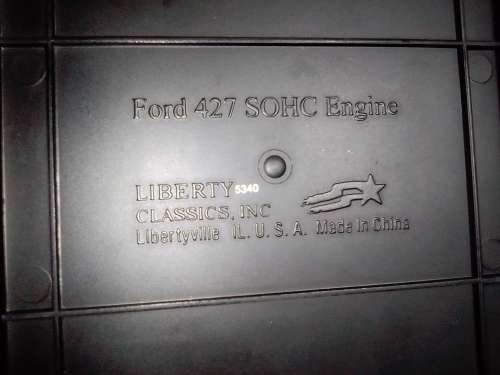 Ford 427 SOHC Engine
LIBERTY 5340
CLASSICS, INC
Libertyville IL. U. S. A. Made In China